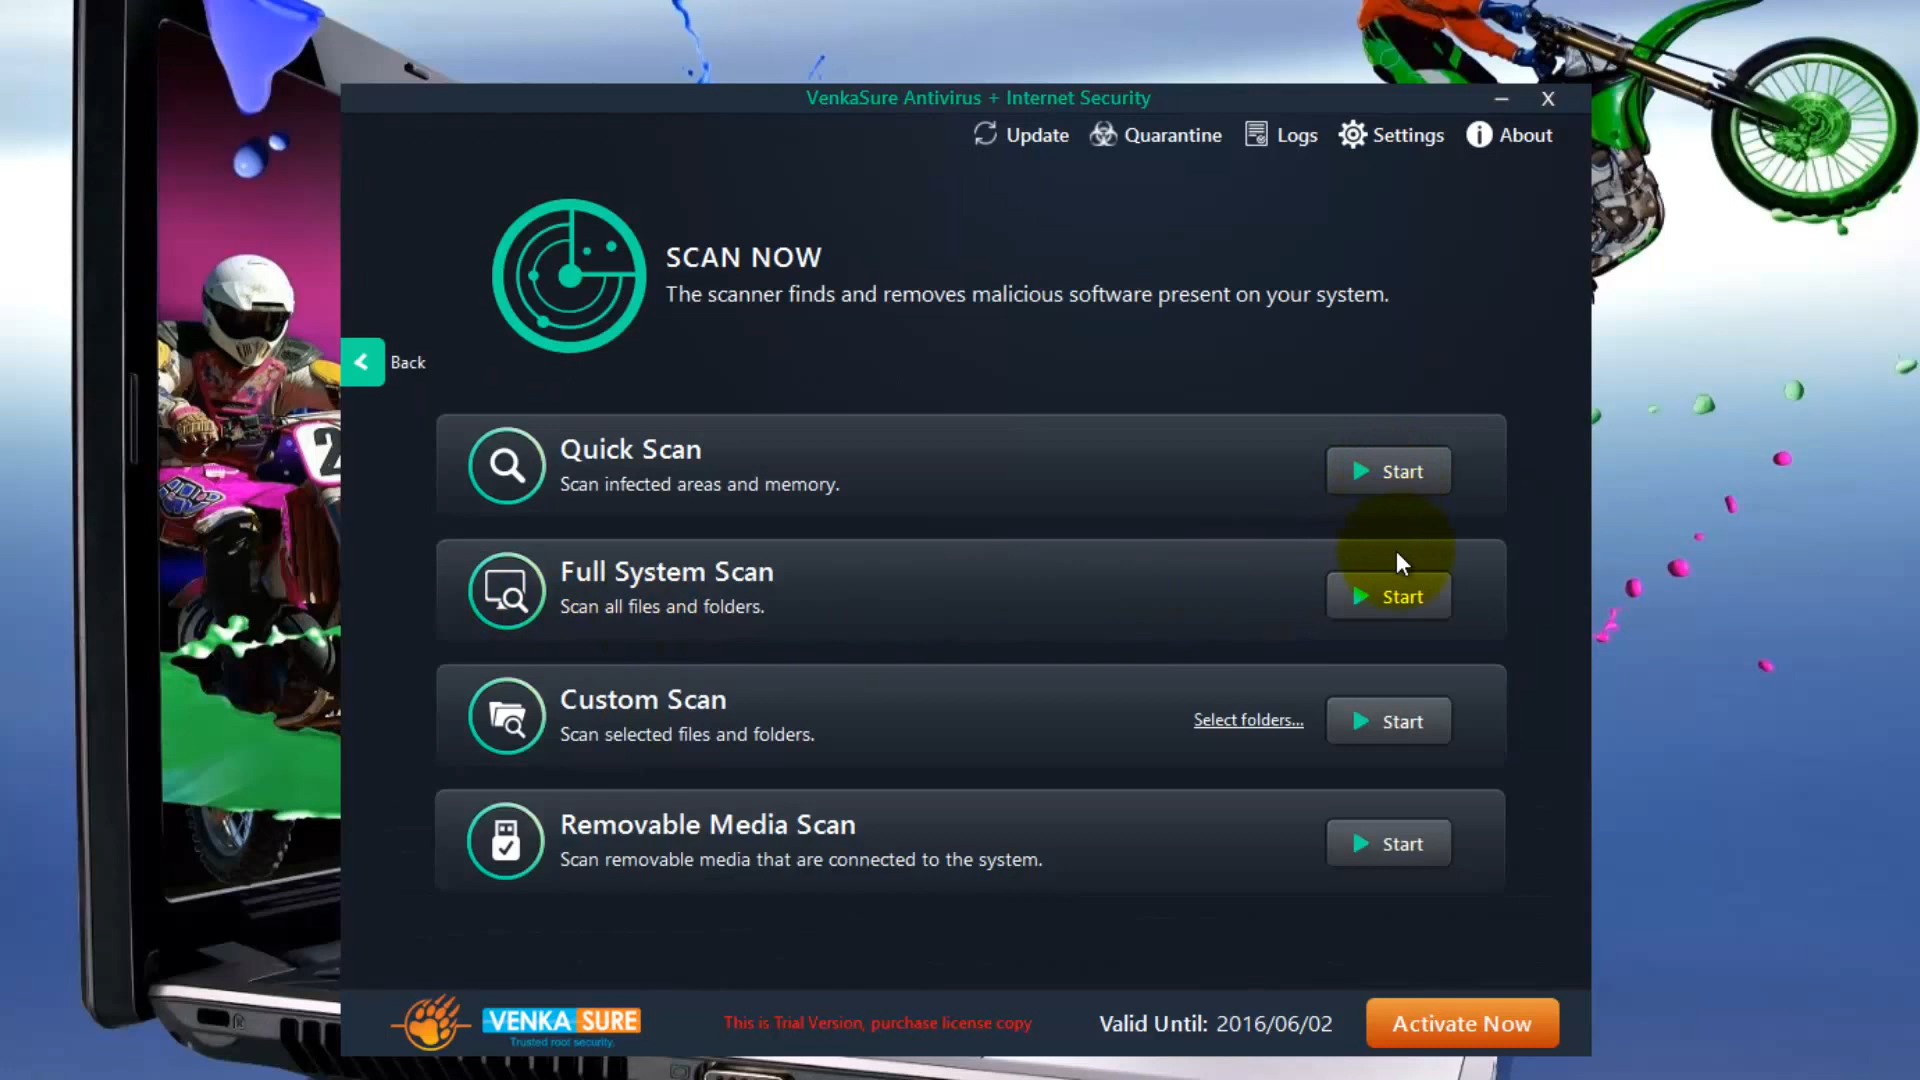 VenkaSure Antivirus + Internet Security
X
Update Quarantine Logs Settings About
SCAN NOW
The scanner finds and removes malicious software present on your system.
Back
Quick Scan
Scan infected areas and memory.
Start
Full System Scan
Scan all files and folders.
Start
Custom Scan
Scan selected files and folders.
Select folders...
Start
Removable Media Scan
Scan removable media that are connected to the system.
Start
VENKA SURE
Trusted root security.
This is Trial Version, purchase license copy
Valid Until: 2016/06/02
Activate Now